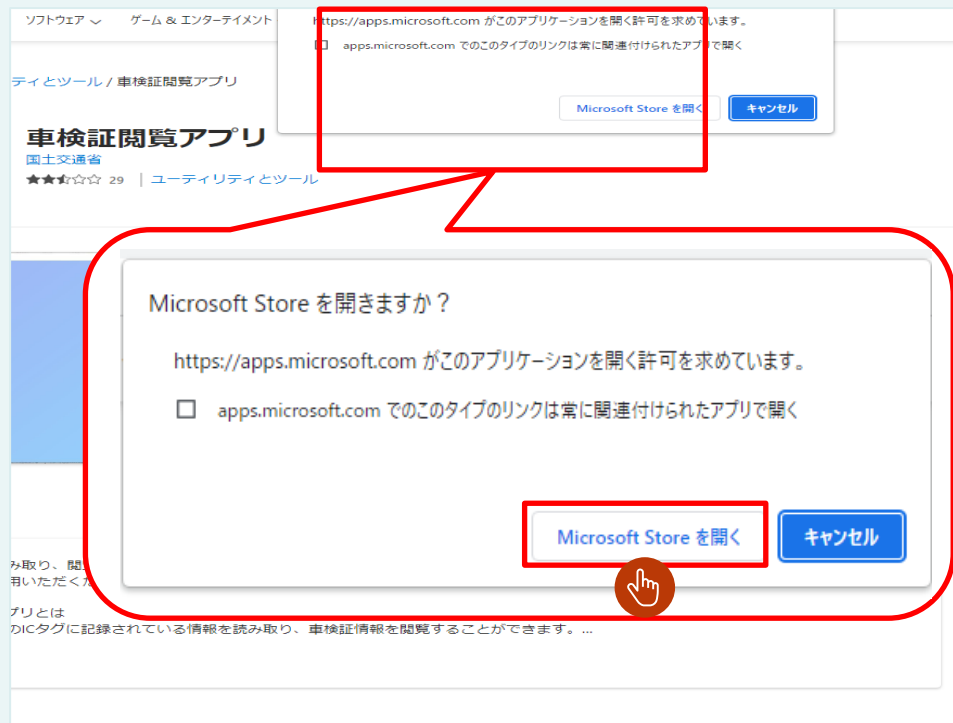 ソフトウェア ゲーム & エンターテイメント
https://apps.microsoft.com がこのアプリケーションを開く許可を求めています。
apps.microsoft.com でのこのタイプのリンクは常に関連付けられたアプリで開く
Microsoft Store を開く キャンセル
ティとツール / 車検証閲覧アプリ
車検証閲覧アプリ
国土交通省
★★☆☆ 29 | ユーティリティとツール
Microsoft Store を開きますか？
https://apps.microsoft.com がこのアプリケーションを開く許可を求めています。
apps.microsoft.com でのこのタイプのリンクは常に関連付けられたアプリで開く
Microsoft Store を開く キャンセル
み取り、閲
用いただくた
プリとは
のICタグに記録されている情報を読み取り、車検証情報を閲覧することができます。...